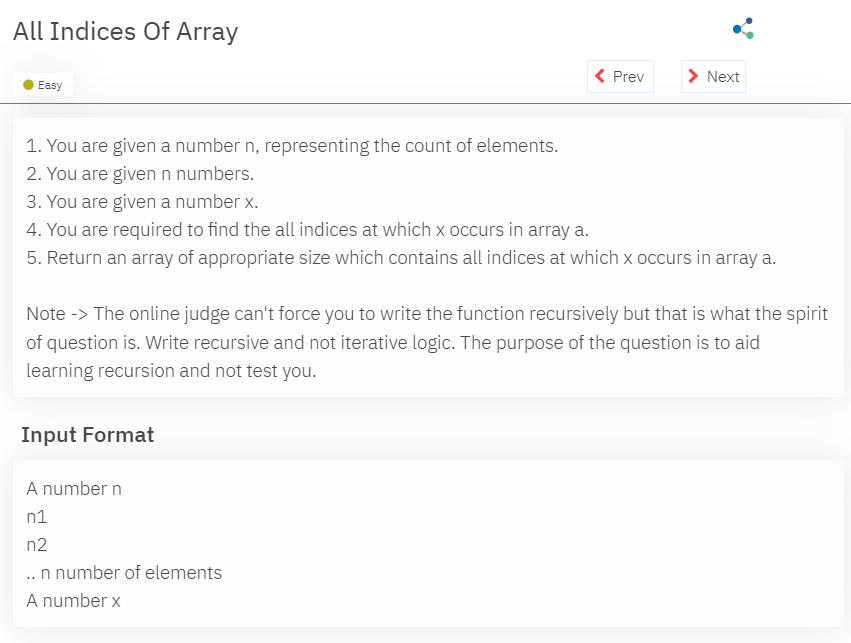 All Indices Of Array
Easy
Prev
Next
1. You are given a number n, representing the count of elements.
2. You are given n numbers.
3. You are given a number x.
4. You are required to find the all indices at which x occurs in array a.
5. Return an array of appropriate size which contains all indices at which x occurs in array a.
Note -> The online judge can't force you to write the function recursively but that is what the spirit
of question is. Write recursive and not iterative logic. The purpose of the question is to aid
learning recursion and not test you.
Input Format
A number n
n1
n2
.. n number of elements
A number x